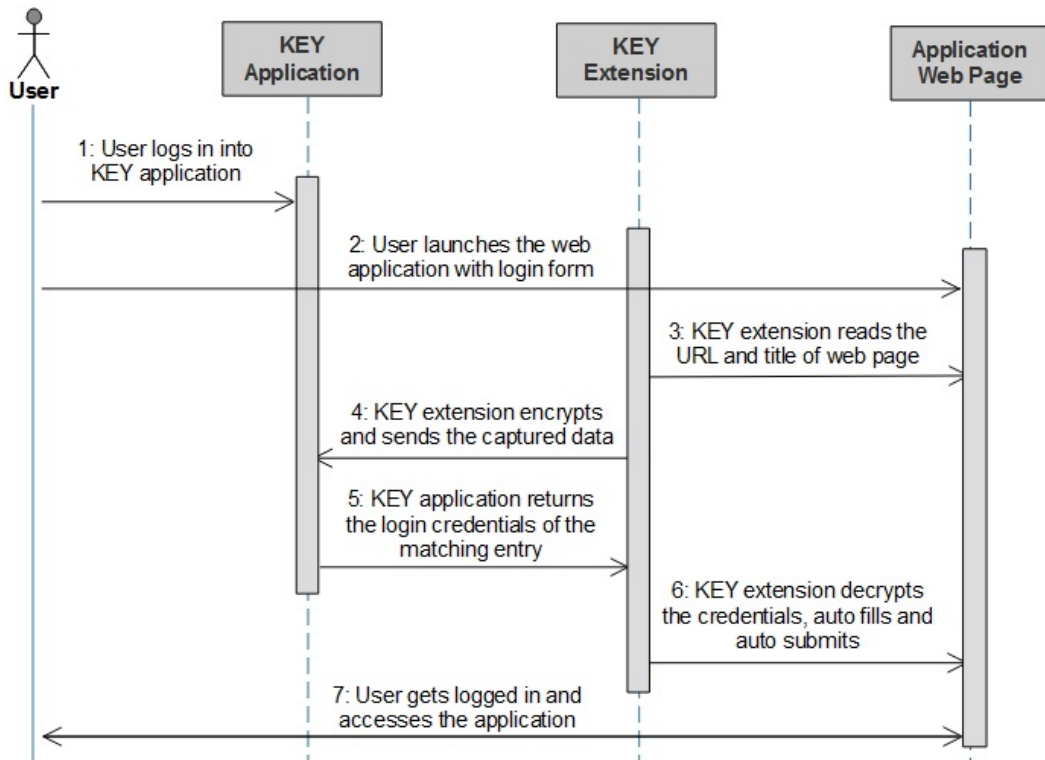 User
KEY
Application
KEY
Extension
Application
Web Page
1: User logs in into
KEY application
2: User launches the web
application with login form
3: KEY extension reads the
URL and title of web page
4: KEY extension encrypts
and sends the captured data
5: KEY application returns
the login credentials of the
matching entry
6: KEY extension decrypts
the credentials, auto fills and
auto submits
7: User gets logged in and
accesses the application